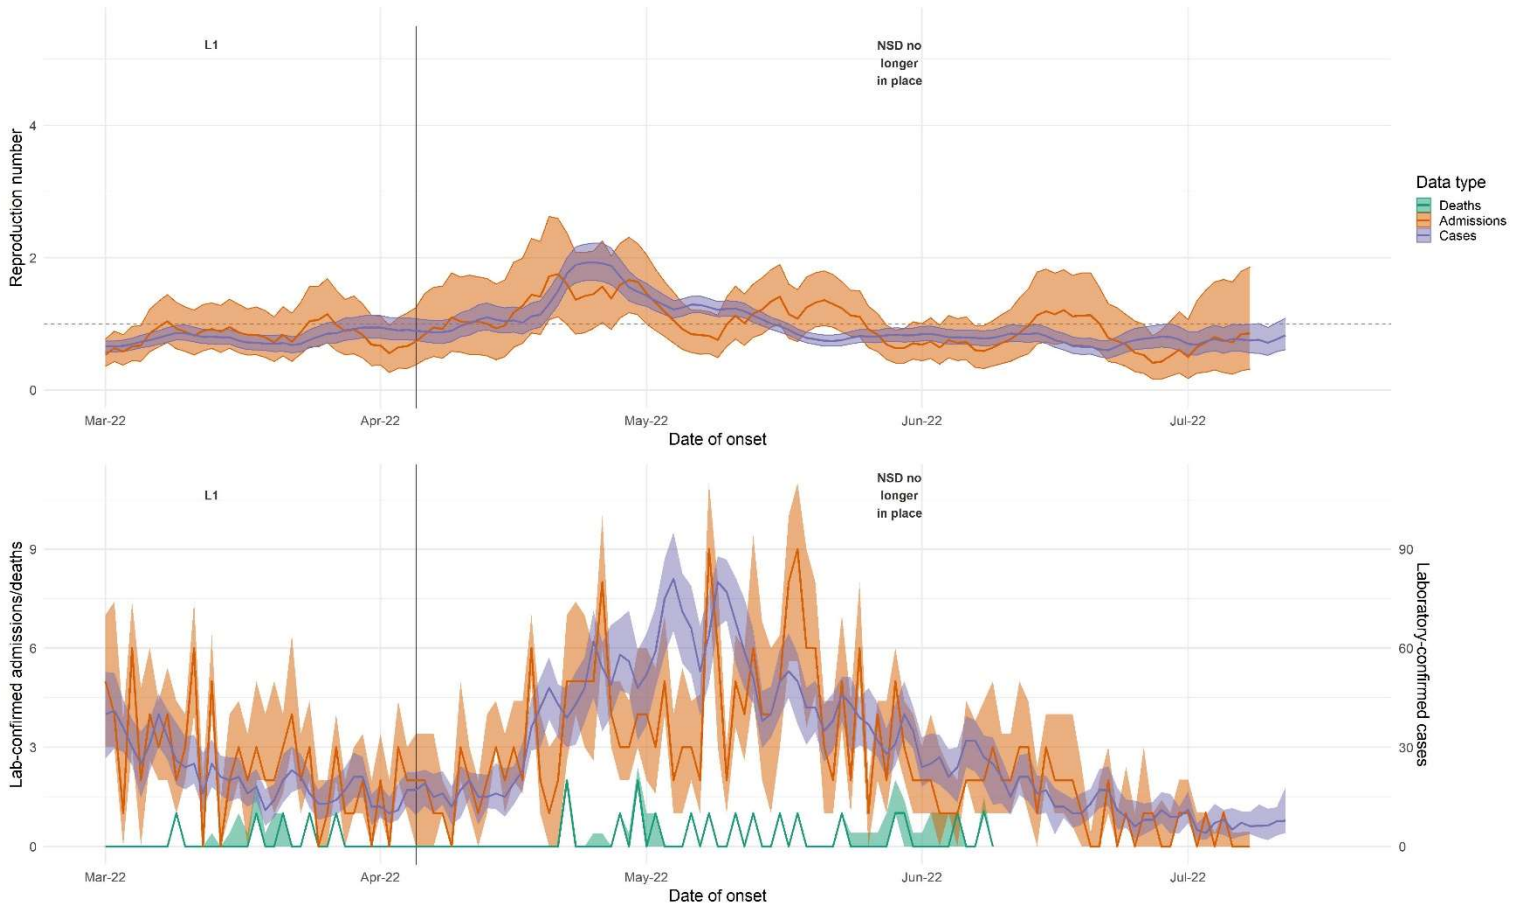 L1
NSD no
longer
in place
Reproduction number
4
2
0
Mar-22
Apr-22
May-22
Jun-22
Jul-22
Date of onset
Data type
Deaths
Admissions
Cases
L1
NSD no
longer
in place
Lab-confirmed admissions/deaths
9
6
3
0
90
60
30
0
Laboratory-confirmed cases
Mar-22
Apr-22
May-22
Jun-22
Jul-22
Date of onset